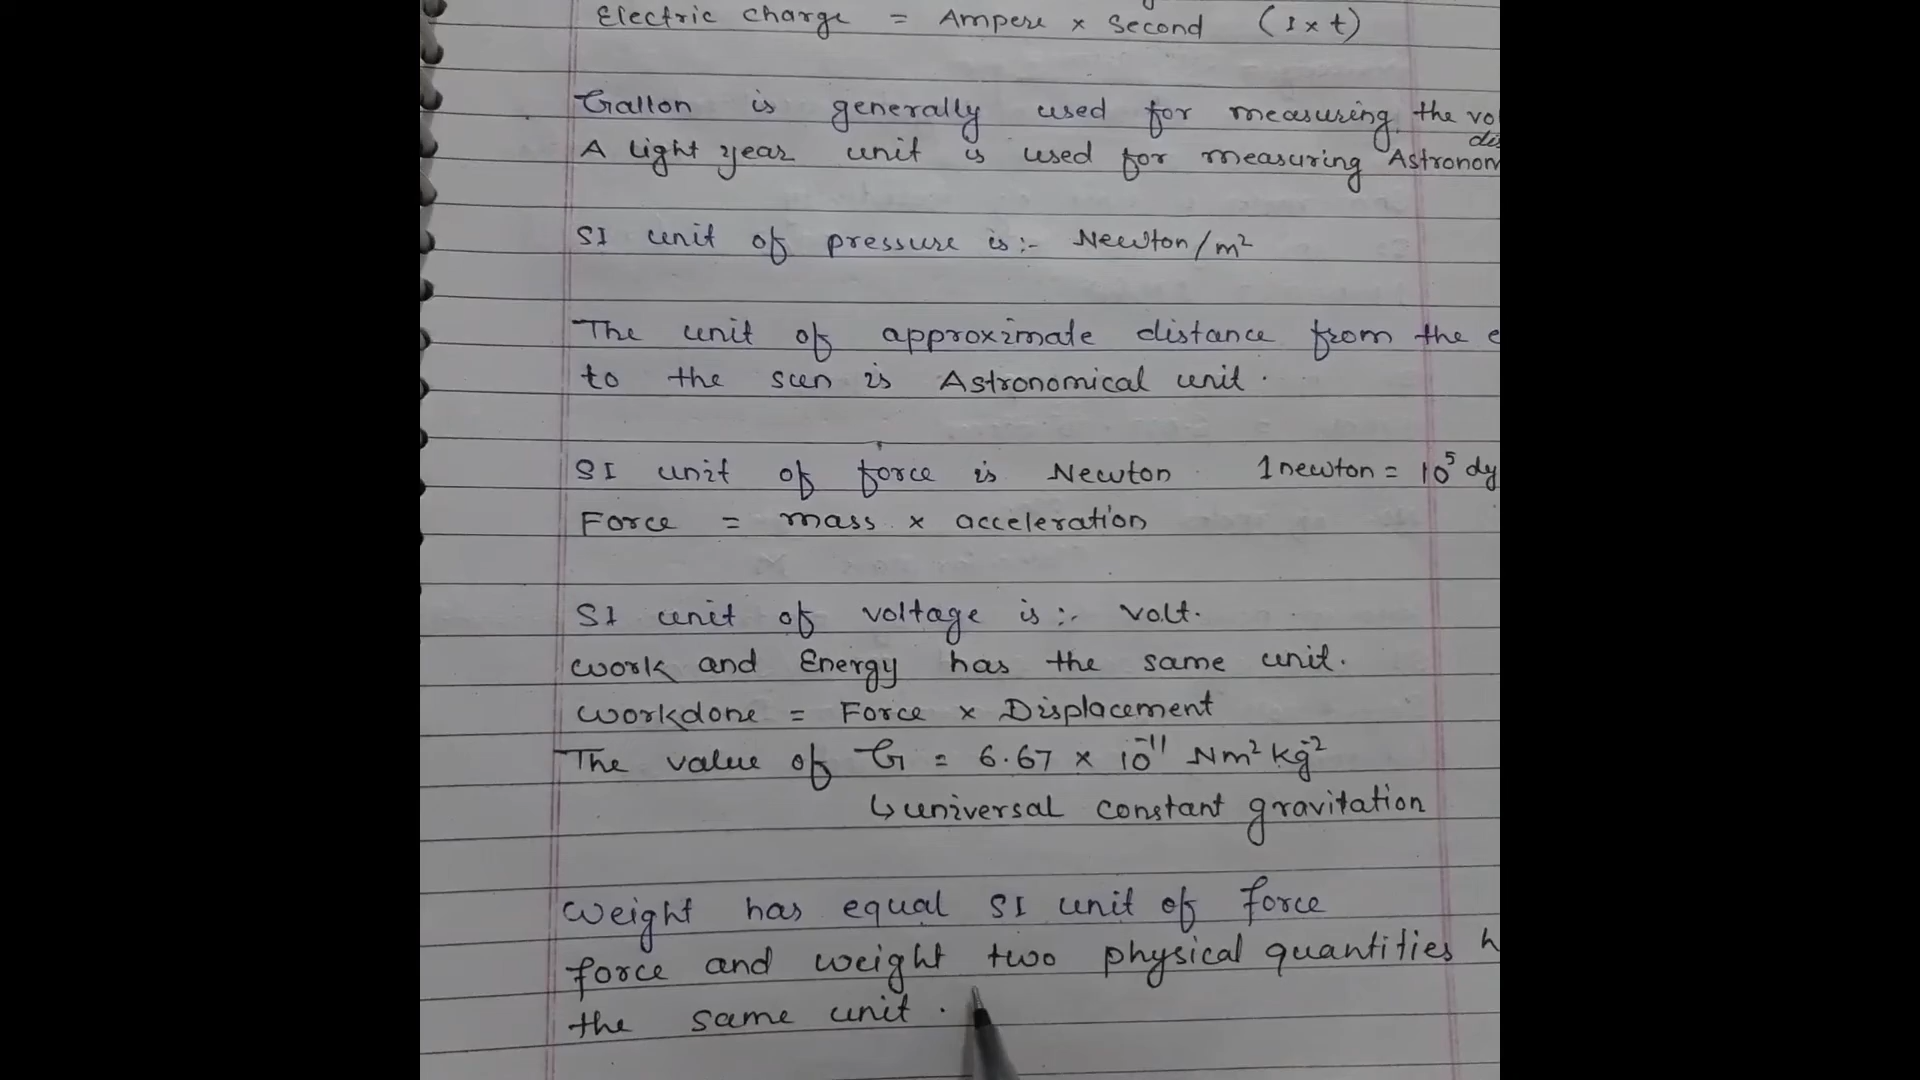 Electric charge = Ampere × Second (I × t)
Gallon is generally used for measuring the vo
dis
A light year unit is used for measuring Astronom
SI unit of pressure is :- Newton/m²
The unit of approximate distance from the e
to the sun is Astronomical unit.
SI unit of force is Newton 1 newton = 10⁵ dy
Force = mass × acceleration
SI unit of voltage is :- volt.
Work and Energy has the same unit.
Workdone = Force × Displacement
The value of G = 6.67 × 10⁻¹¹ Nm² kg⁻²
↳ universal constant gravitation
Weight has equal SI unit of force
force and weight two physical quantities h
the same unit.